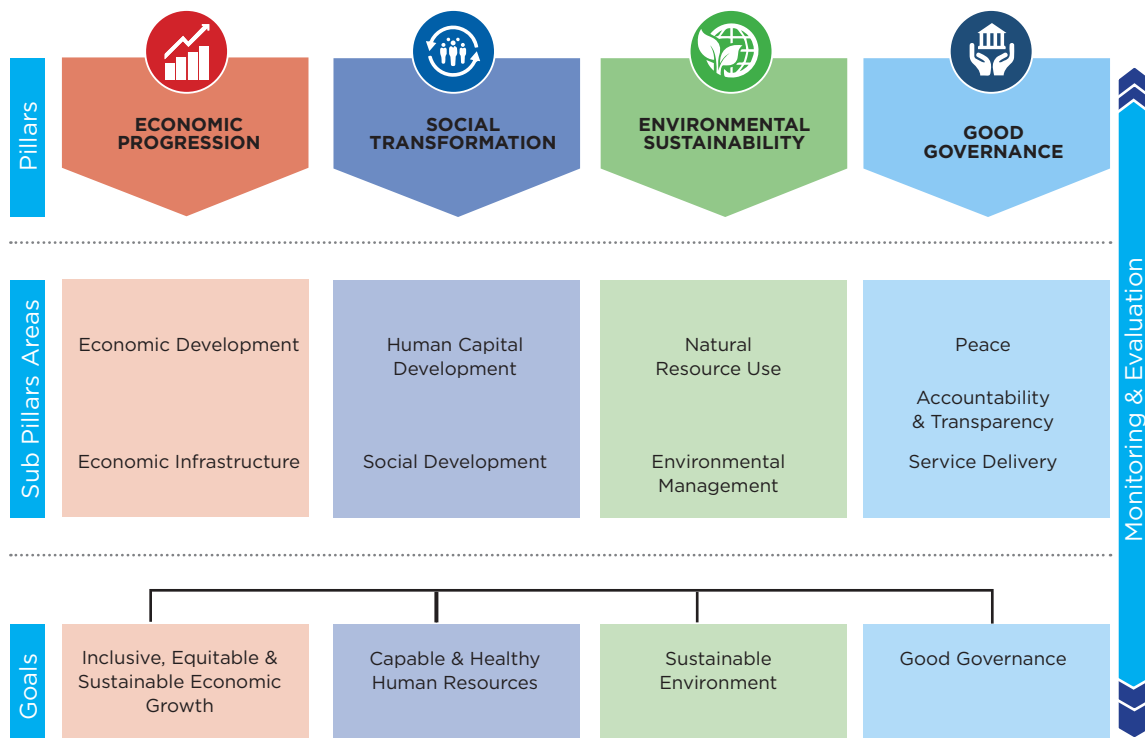 Pillars
ECONOMIC
PROGRESSION
SOCIAL
TRANSFORMATION
ENVIRONMENTAL
SUSTAINABILITY
GOOD
GOVERNANCE
Sub Pillars Areas
Economic Development
Economic Infrastructure
Human Capital
Development
Social Development
Natural
Resource Use
Environmental
Management
Peace
Accountability
& Transparency
Service Delivery
Goals
Inclusive, Equitable &
Sustainable Economic
Growth
Capable & Healthy
Human Resources
Sustainable
Environment
Good Governance
Monitoring & Evaluation